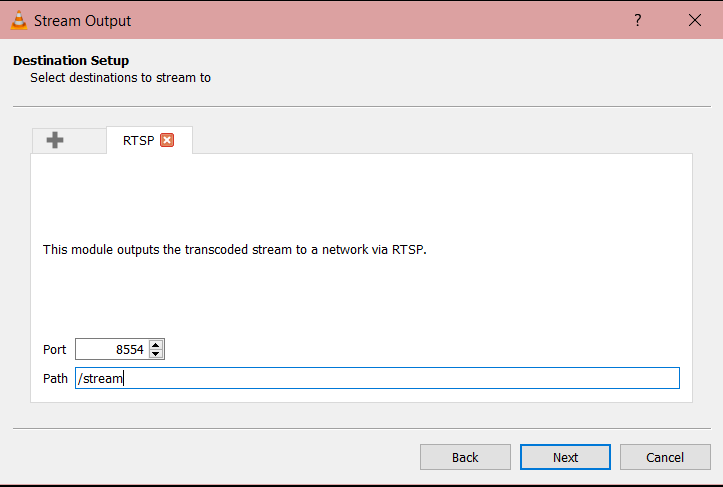 Stream Output
?
Destination Setup
Select destinations to stream to
RTSP
This module outputs the transcoded stream to a network via RTSP.
Port 8554
Path /stream
Back Next Cancel